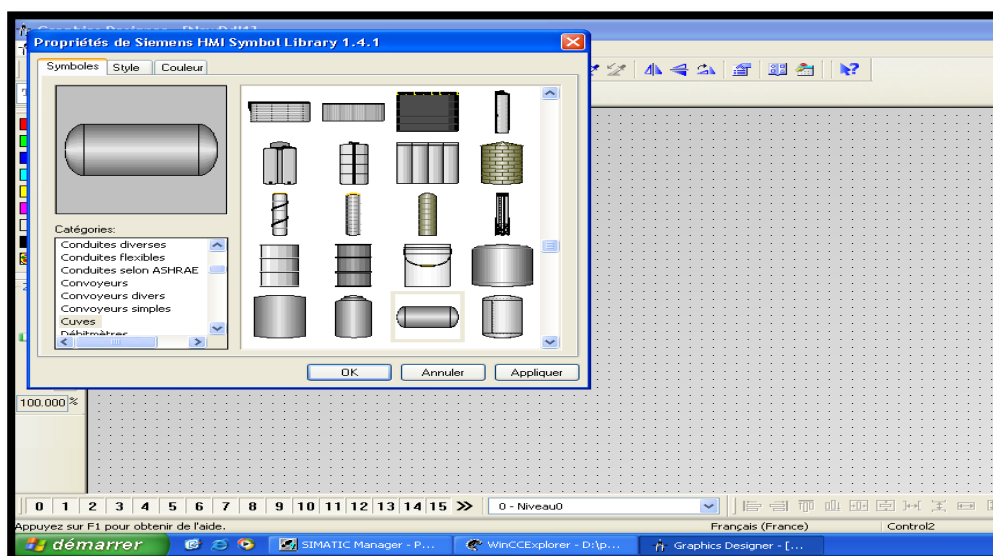 Propriétés de Siemens HMI Symbol Library 1.4.1
Symboles Style Couleur
Catégories:
Conduites diverses
Conduites flexibles
Conduites selon ASHRAE
Convoyeurs
Convoyeurs divers
Convoyeurs simples
Cuves
Débitmètres
OK Annuler Appliquer
100.000 %
0 1 2 3 4 5 6 7 8 9 10 11 12 13 14 15 0 - Niveau0
Appuyez sur F1 pour obtenir de l'aide. Français (France) Control2
démarrer SIMATIC Manager - P... WinCCExplorer - D:\p... Graphics Designer - [...